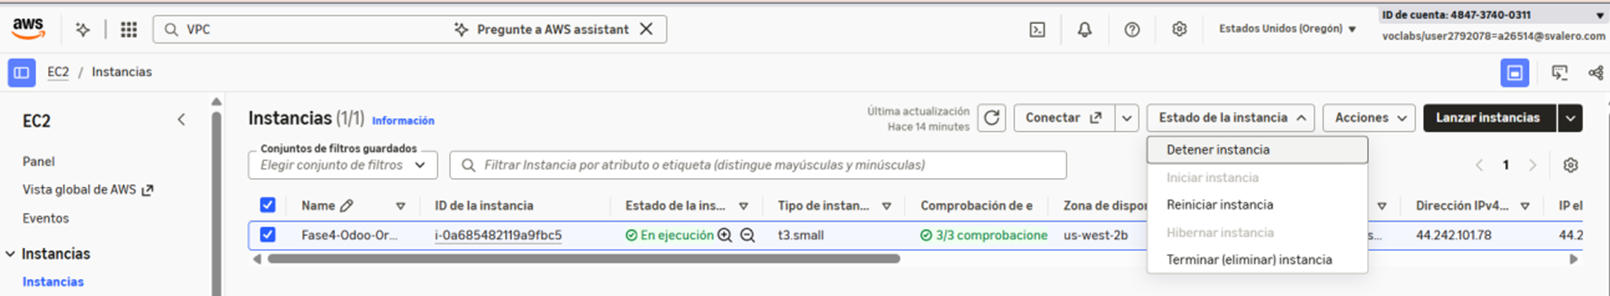 aws
VPC
Pregunte a AWS assistant
Estados Unidos (Oregón)
ID de cuenta: 4847-3740-0311
voclabs/user2792078=a26514@svalero.com
EC2 / Instancias
EC2
Panel
Vista global de AWS
Eventos
Instancias
Instancias
Instancias (1/1) Información
Última actualización
Hace 14 minutes
Conectar
Estado de la instancia
Acciones
Lanzar instancias
Detener instancia
Iniciar instancia
Reiniciar instancia
Hibernar instancia
Terminar (eliminar) instancia
Conjuntos de filtros guardados
Elegir conjunto de filtros
Filtrar Instancia por atributo o etiqueta (distingue mayúsculas y minúsculas)
1
Name ID de la instancia Estado de la ins... Tipo de instan... Comprobación de e Zona de dispor Dirección IPv4... IP el
Fase4-Odoo-Or... i-0a685482119a9fbc5 En ejecución t3.small 3/3 comprobacione us-west-2b s... 44.242.101.78 44.2